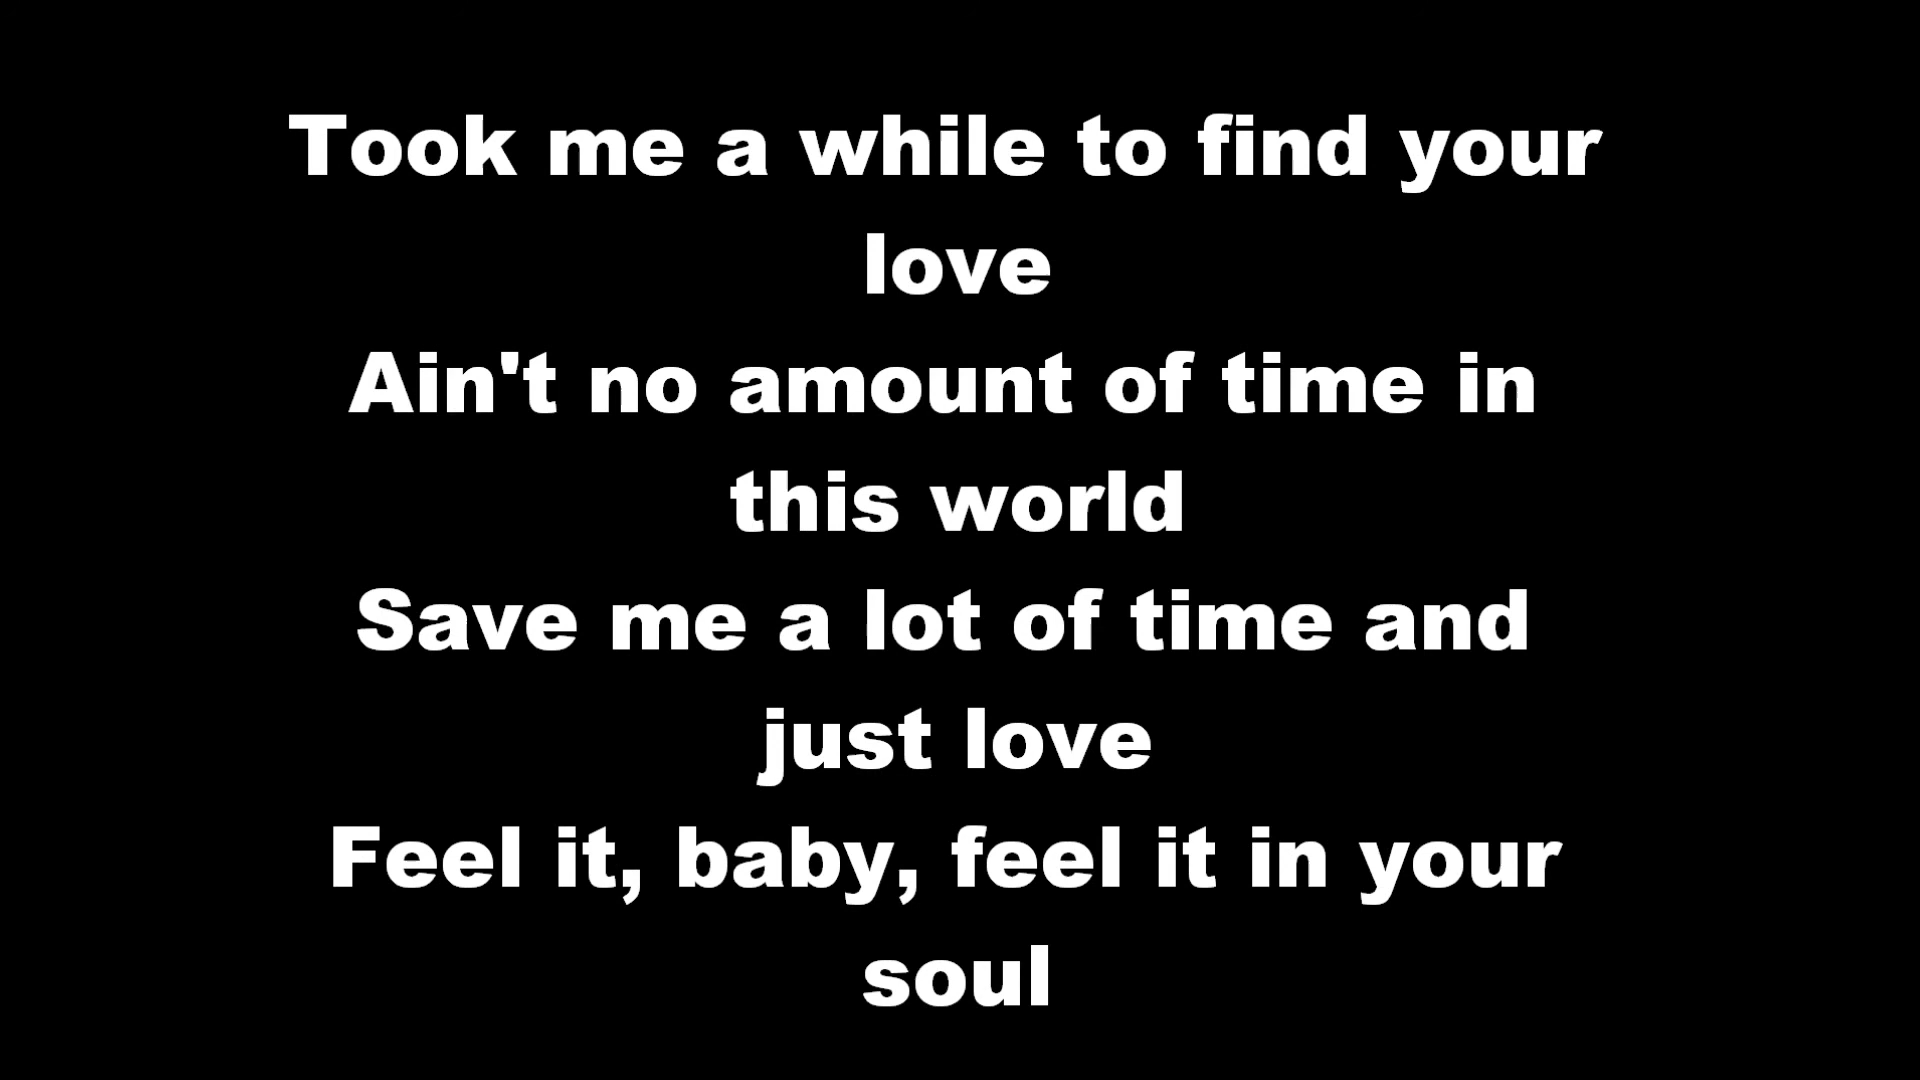 Took me a while to find your
love
Ain't no amount of time in
this world
Save me a lot of time and
just love
Feel it, baby, feel it in your
soul